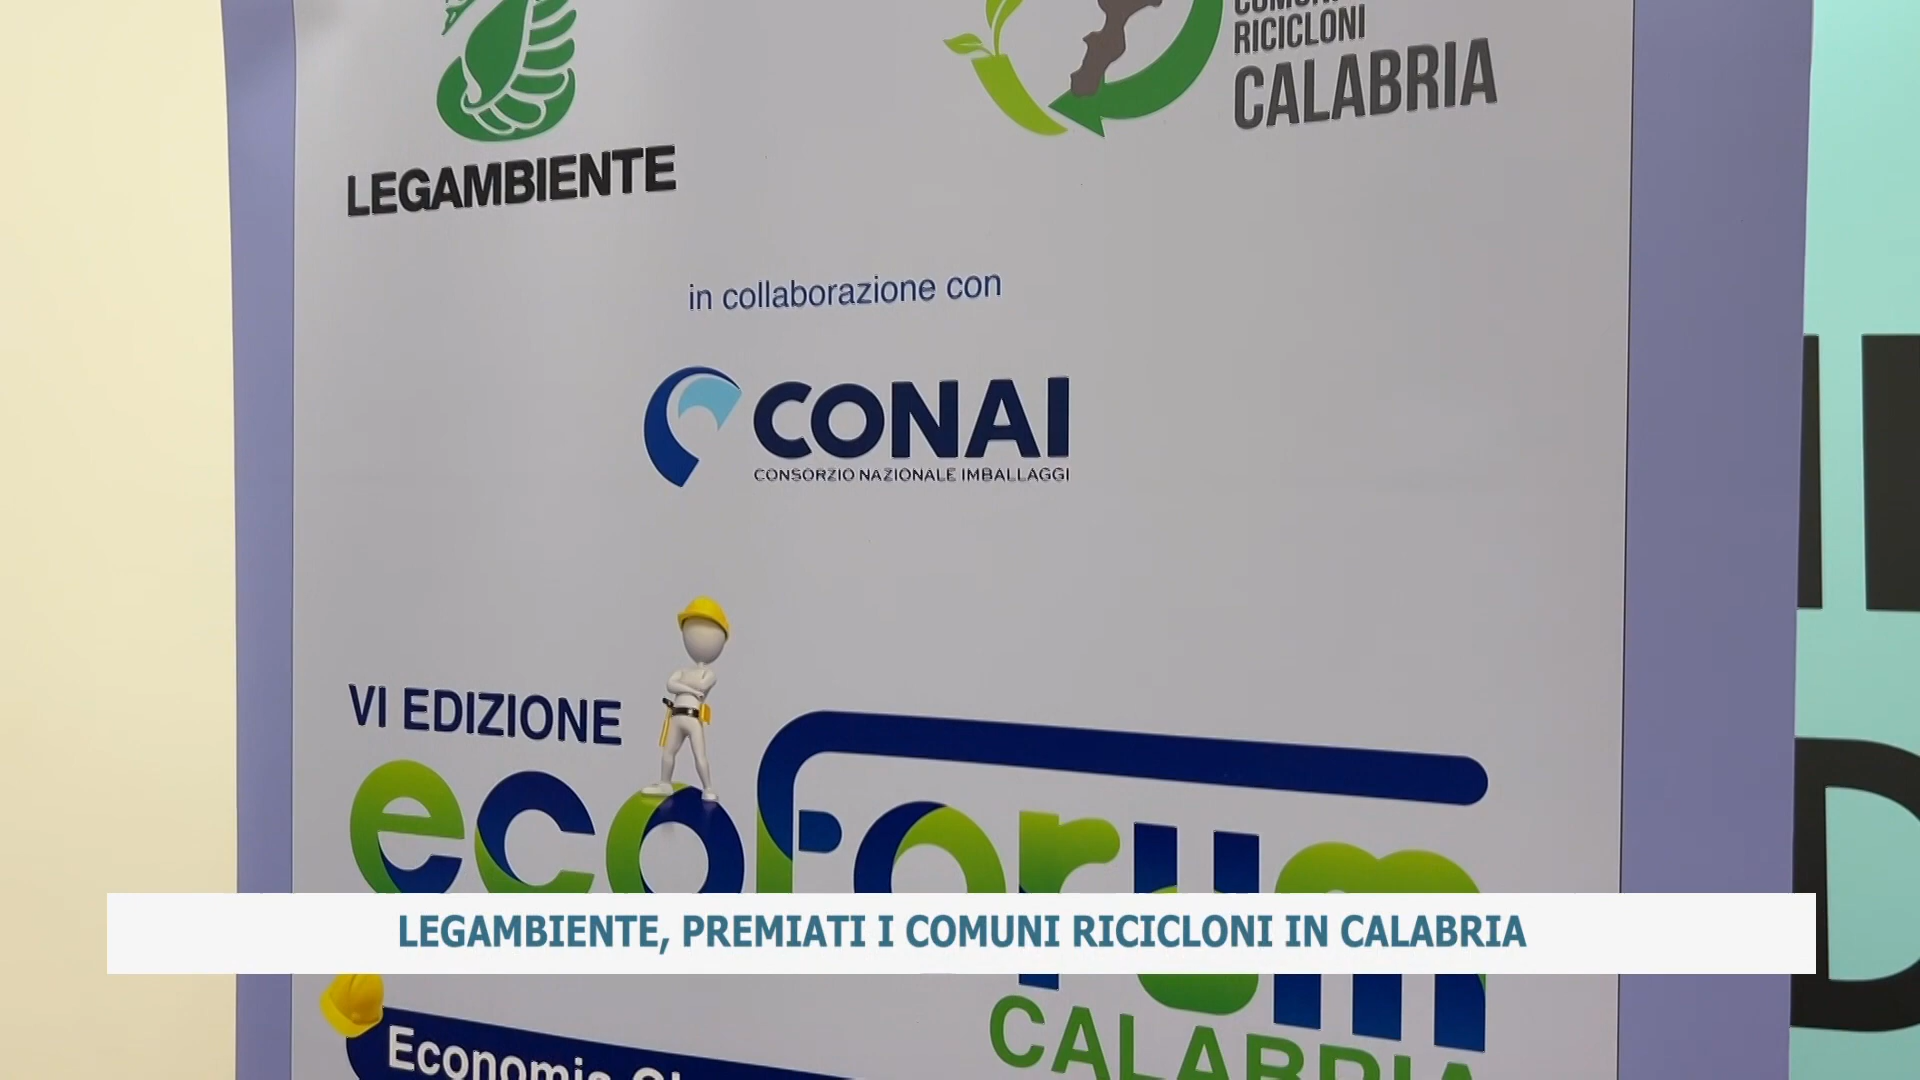 LEGAMBIENTE
RICICLONI
CALABRIA
in collaborazione con
CONAI
CONSORZIO NAZIONALE IMBALLAGGI
VI EDIZIONE
ecoforum
LEGAMBIENTE, PREMIATI I COMUNI RICICLONI IN CALABRIA
CALABRIA